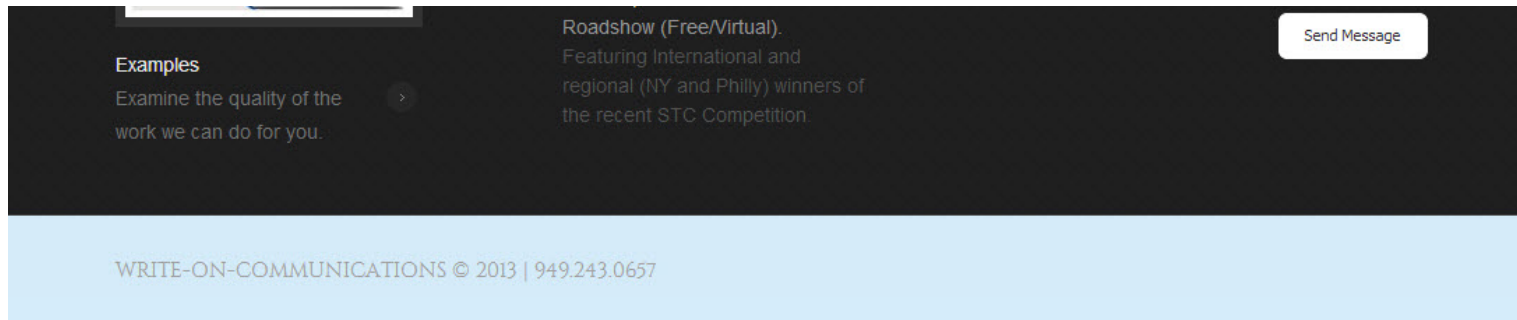 Examples
Examine the quality of the
work we can do for you.
Roadshow (Free/Virtual).
Featuring International and
regional (NY and Philly) winners of
the recent STC Competition.
Send Message
WRITE-ON-COMMUNICATIONS © 2013 | 949.243.0657